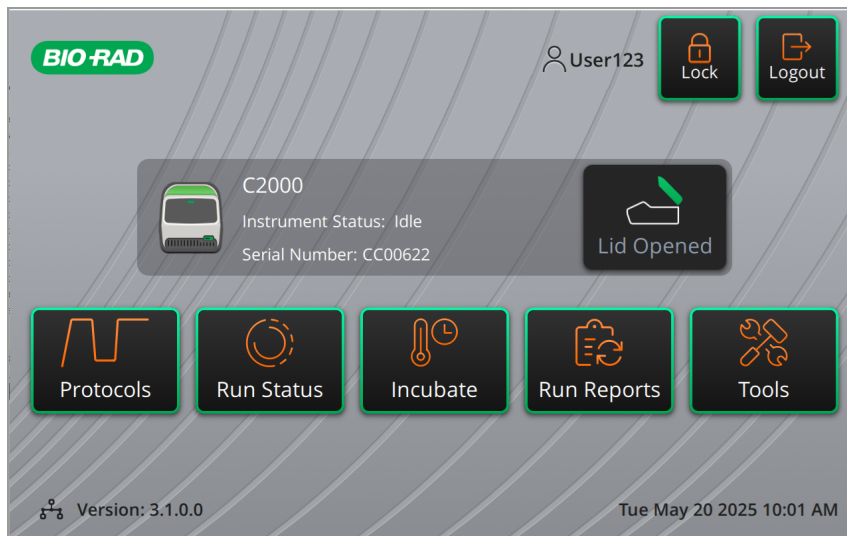 BIO-RAD
User123
Lock
Logout
C2000
Instrument Status: Idle
Serial Number: CC00622
Lid Opened
Protocols
Run Status
Incubate
Run Reports
Tools
Version: 3.1.0.0
Tue May 20 2025 10:01 AM